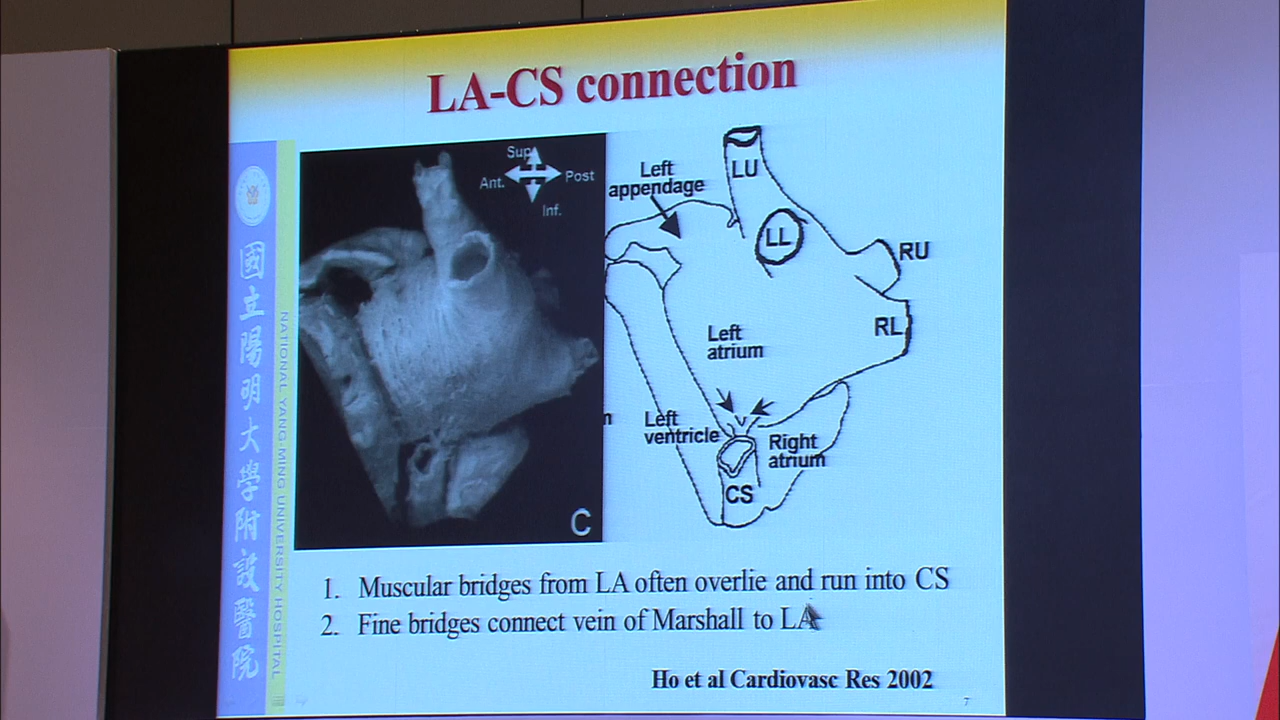 LA-CS connection
國立陽明大學附設醫院
NATIONAL YANG-MING UNIVERSITY HOSPITAL
Sup.
Ant.
Post
Inf.
C
Left
appendage
LU
LL
RU
RL
Left
atrium
Left
ventricle
Right
atrium
CS
1. Muscular bridges from LA often overlie and run into CS
2. Fine bridges connect vein of Marshall to LA
Ho et al Cardiovasc Res 2002
7